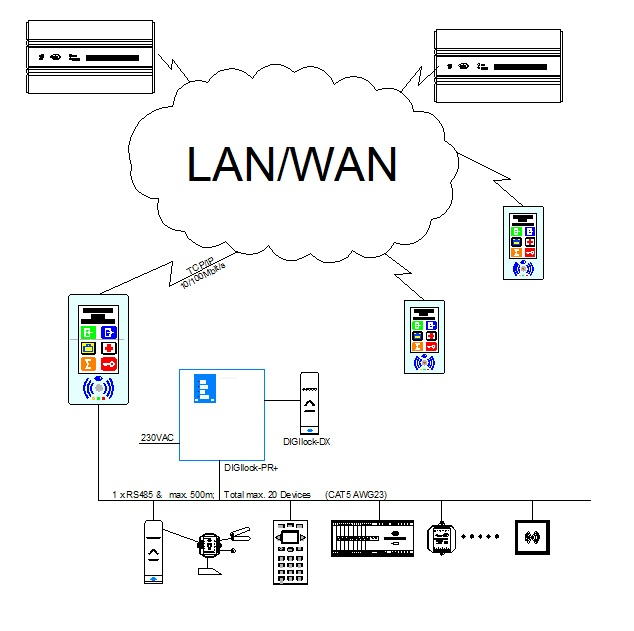 LAN/WAN
TCP/IP
10/100Mbit/s
230VAC
DIGIlock-DX
DIGIlock-PR+
1 x RS485 & max. 500m; Total max. 20 Devices (CAT5 AWG23)